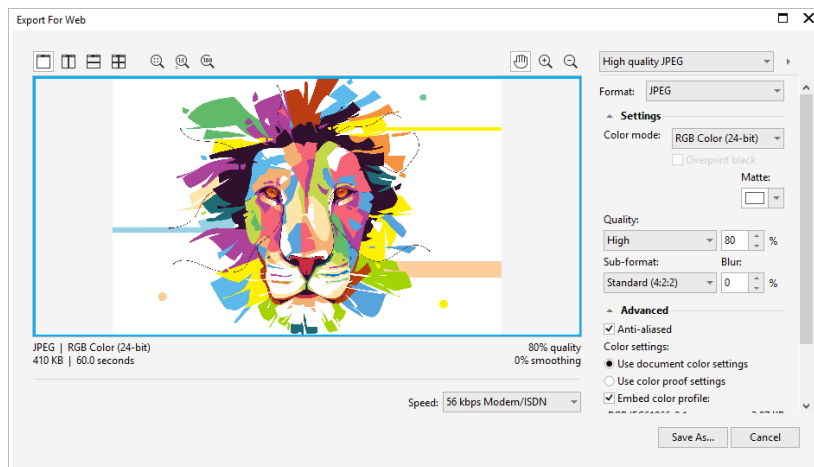 Export For Web
High quality JPEG
Format: JPEG
Settings
Color mode: RGB Color (24-bit)
Overprint black
Matte:
Quality:
High 80 %
Sub-format: Blur:
Standard (4:2:2) 0 %
Advanced
Anti-aliased
Color settings:
Use document color settings
Use color proof settings
Embed color profile:
JPEG | RGB Color (24-bit) 80% quality
410 KB | 60.0 seconds 0% smoothing
Speed: 56 kbps Modem/ISDN
Save As... Cancel